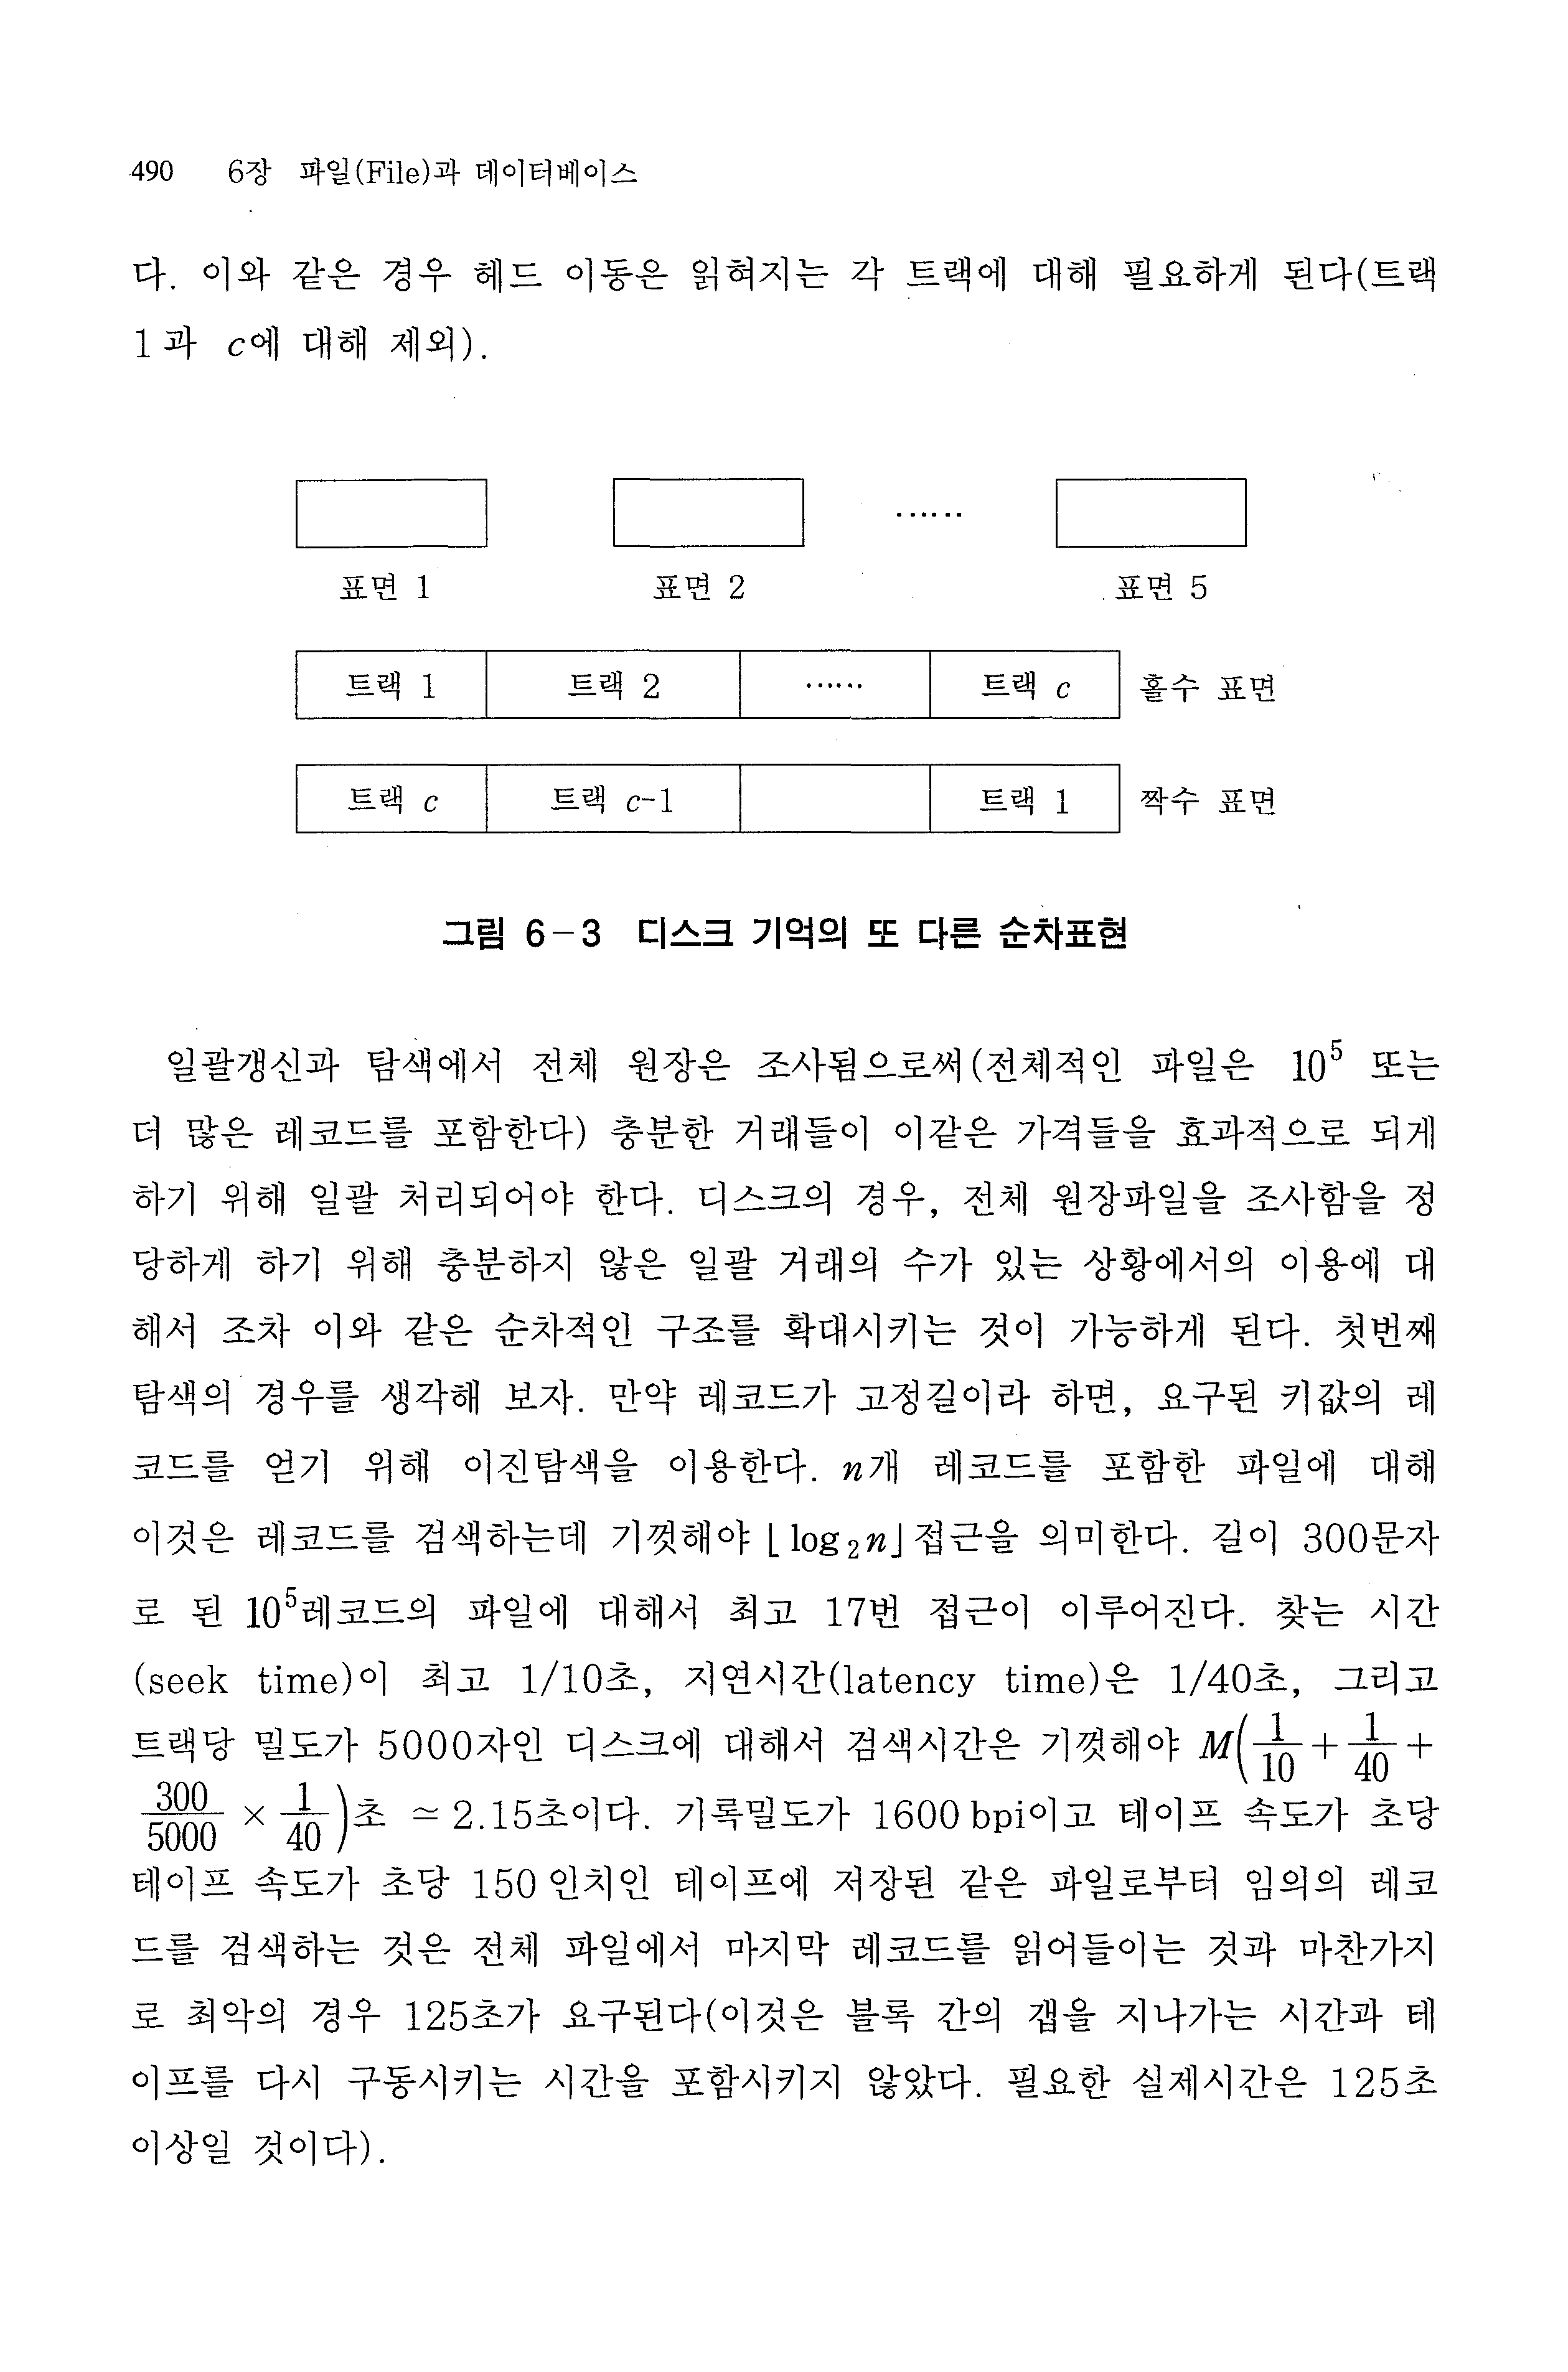 490 6장 파일(File)과 데이터베이스
다. 이와 같은 경우 헤드 이동은 읽혀지는 각 트랙에 대해 필요하게 된다(트랙
1과 c에 대해 제외).
표면 1 표면 2 …… 표면 5
트랙 1 트랙 2 …… 트랙 c 홀수 표면
트랙 c 트랙 c-1 트랙 1 짝수 표면
그림 6-3 디스크 기억의 또 다른 순차표현
일괄갱신과 탐색에서 전체 원장은 조사됨으로써(전체적인 파일은 10⁵ 또는
더 많은 레코드를 포함한다) 충분한 거래들이 이같은 가격들을 효과적으로 되게
하기 위해 일괄 처리되어야 한다. 디스크의 경우, 전체 원장파일을 조사함을 정
당하게 하기 위해 충분하지 않은 일괄 거래의 수가 있는 상황에서의 이용에 대
해서 조차 이와 같은 순차적인 구조를 확대시키는 것이 가능하게 된다. 첫번째
탐색의 경우를 생각해 보자. 만약 레코드가 고정길이라 하면, 요구된 키값의 레
코드를 얻기 위해 이진탐색을 이용한다. n개 레코드를 포함한 파일에 대해
이것은 레코드를 검색하는데 기껏해야 ⌊log₂n⌋접근을 의미한다. 길이 300문자
로 된 10⁵레코드의 파일에 대해서 최고 17번 접근이 이루어진다. 찾는 시간
(seek time)이 최고 1/10초, 지연시간(latency time)은 1/40초, 그리고
트랙당 밀도가 5000자인 디스크에 대해서 검색시간은 기껏해야 M(1/10 + 1/40 +
300/5000 × 1/40)초 ≃ 2.15초이다. 기록밀도가 1600 bpi이고 테이프 속도가 초당
테이프 속도가 초당 150인치인 테이프에 저장된 같은 파일로부터 임의의 레코
드를 검색하는 것은 전체 파일에서 마지막 레코드를 읽어들이는 것과 마찬가지
로 최악의 경우 125초가 요구된다(이것은 블록 간의 갭을 지나가는 시간과 테
이프를 다시 구동시키는 시간을 포함시키지 않았다. 필요한 실제시간은 125초
이상일 것이다).